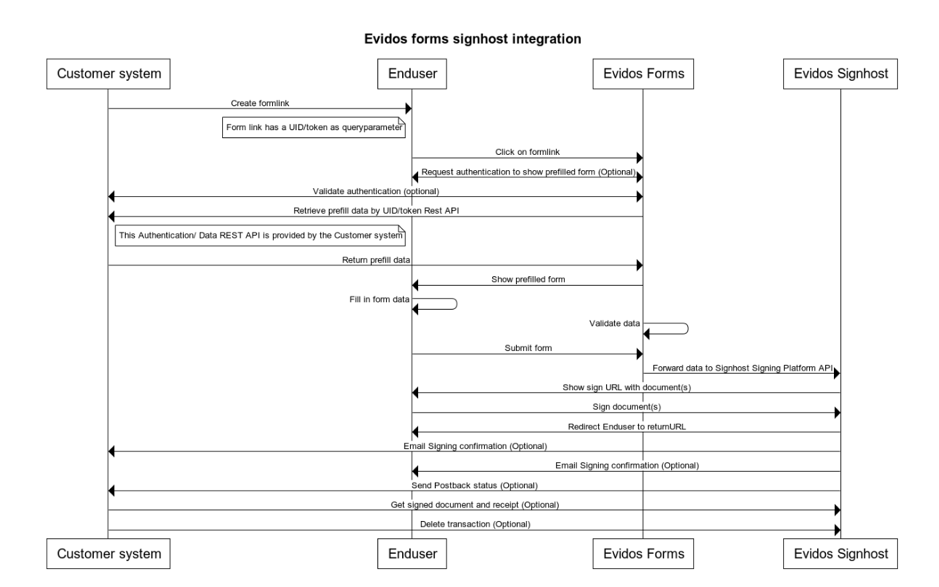 Evidos forms signhost integration
Customer system
Enduser
Evidos Forms
Evidos Signhost
Create formlink
Form link has a UID/token as queryparameter
Click on formlink
Request authentication to show prefilled form (Optional)
Validate authentication (optional)
Retrieve prefill data by UID/token Rest API
This Authentication/ Data REST API is provided by the Customer system
Return prefill data
Show prefilled form
Fill in form data
Validate data
Submit form
Forward data to Signhost Signing Platform API
Show sign URL with document(s)
Sign document(s)
Redirect Enduser to returnURL
Email Signing confirmation (Optional)
Email Signing confirmation (Optional)
Send Postback status (Optional)
Get signed document and receipt (Optional)
Delete transaction (Optional)
Customer system
Enduser
Evidos Forms
Evidos Signhost